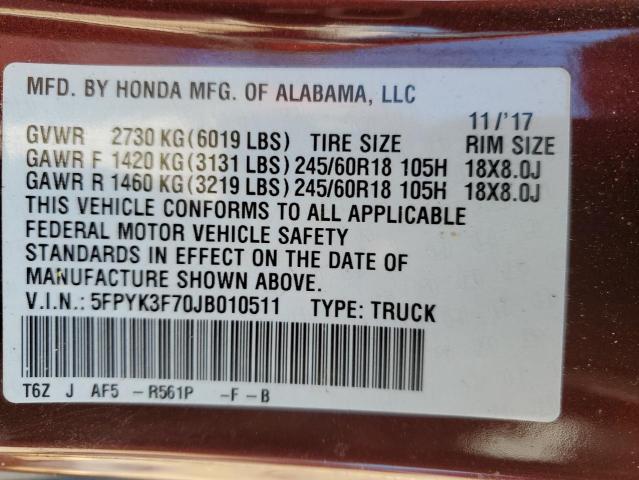 MFD. BY HONDA MFG. OF ALABAMA, LLC
11/'17
GVWR 2730 KG(6019 LBS) TIRE SIZE RIM SIZE
GAWR F 1420 KG(3131 LBS) 245/60R18 105H 18X8.0J
GAWR R 1460 KG(3219 LBS) 245/60R18 105H 18X8.0J
THIS VEHICLE CONFORMS TO ALL APPLICABLE
FEDERAL MOTOR VEHICLE SAFETY
STANDARDS IN EFFECT ON THE DATE OF
MANUFACTURE SHOWN ABOVE.
V.I.N.: 5FPYK3F70JB010511 TYPE: TRUCK
T6Z J AF5 -R561P -F-B